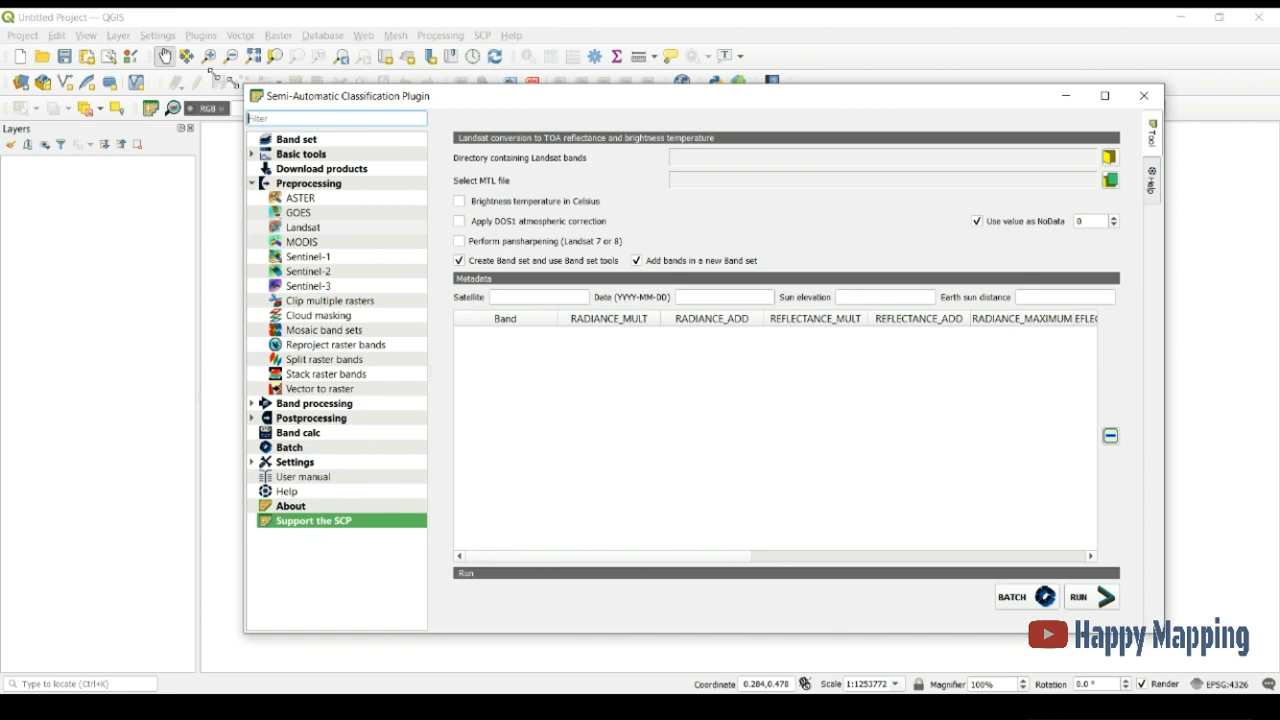 Untitled Project — QGIS
Project Edit View Layer Settings Plugins Vector Raster Database Web Mesh Processing SCP Help
RGB =
Layers
Semi-Automatic Classification Plugin
Filter
Band set
Basic tools
Download products
Preprocessing
ASTER
GOES
Landsat
MODIS
Sentinel-1
Sentinel-2
Sentinel-3
Clip multiple rasters
Cloud masking
Mosaic band sets
Reproject raster bands
Split raster bands
Stack raster bands
Vector to raster
Band processing
Postprocessing
Band calc
Batch
Settings
User manual
Help
About
Support the SCP
Landsat conversion to TOA reflectance and brightness temperature
Directory containing Landsat bands
Select MTL file
Brightness temperature in Celsius
Apply DOS1 atmospheric correction
Use value as NoData 0
Perform pansharpening (Landsat 7 or 8)
Create Band set and use Band set tools Add bands in a new Band set
Metadata
Satellite Date (YYYY-MM-DD) Sun elevation Earth sun distance
Band RADIANCE_MULT RADIANCE_ADD REFLECTANCE_MULT REFLECTANCE_ADD RADIANCE_MAXIMUM EFLEC
Run
BATCH RUN
Tool
Help
Happy Mapping
Type to locate (Ctrl+K) Coordinate 0.284,0.478 Scale 1:1253772 Magnifier 100% Rotation 0.0 ° Render EPSG:4326